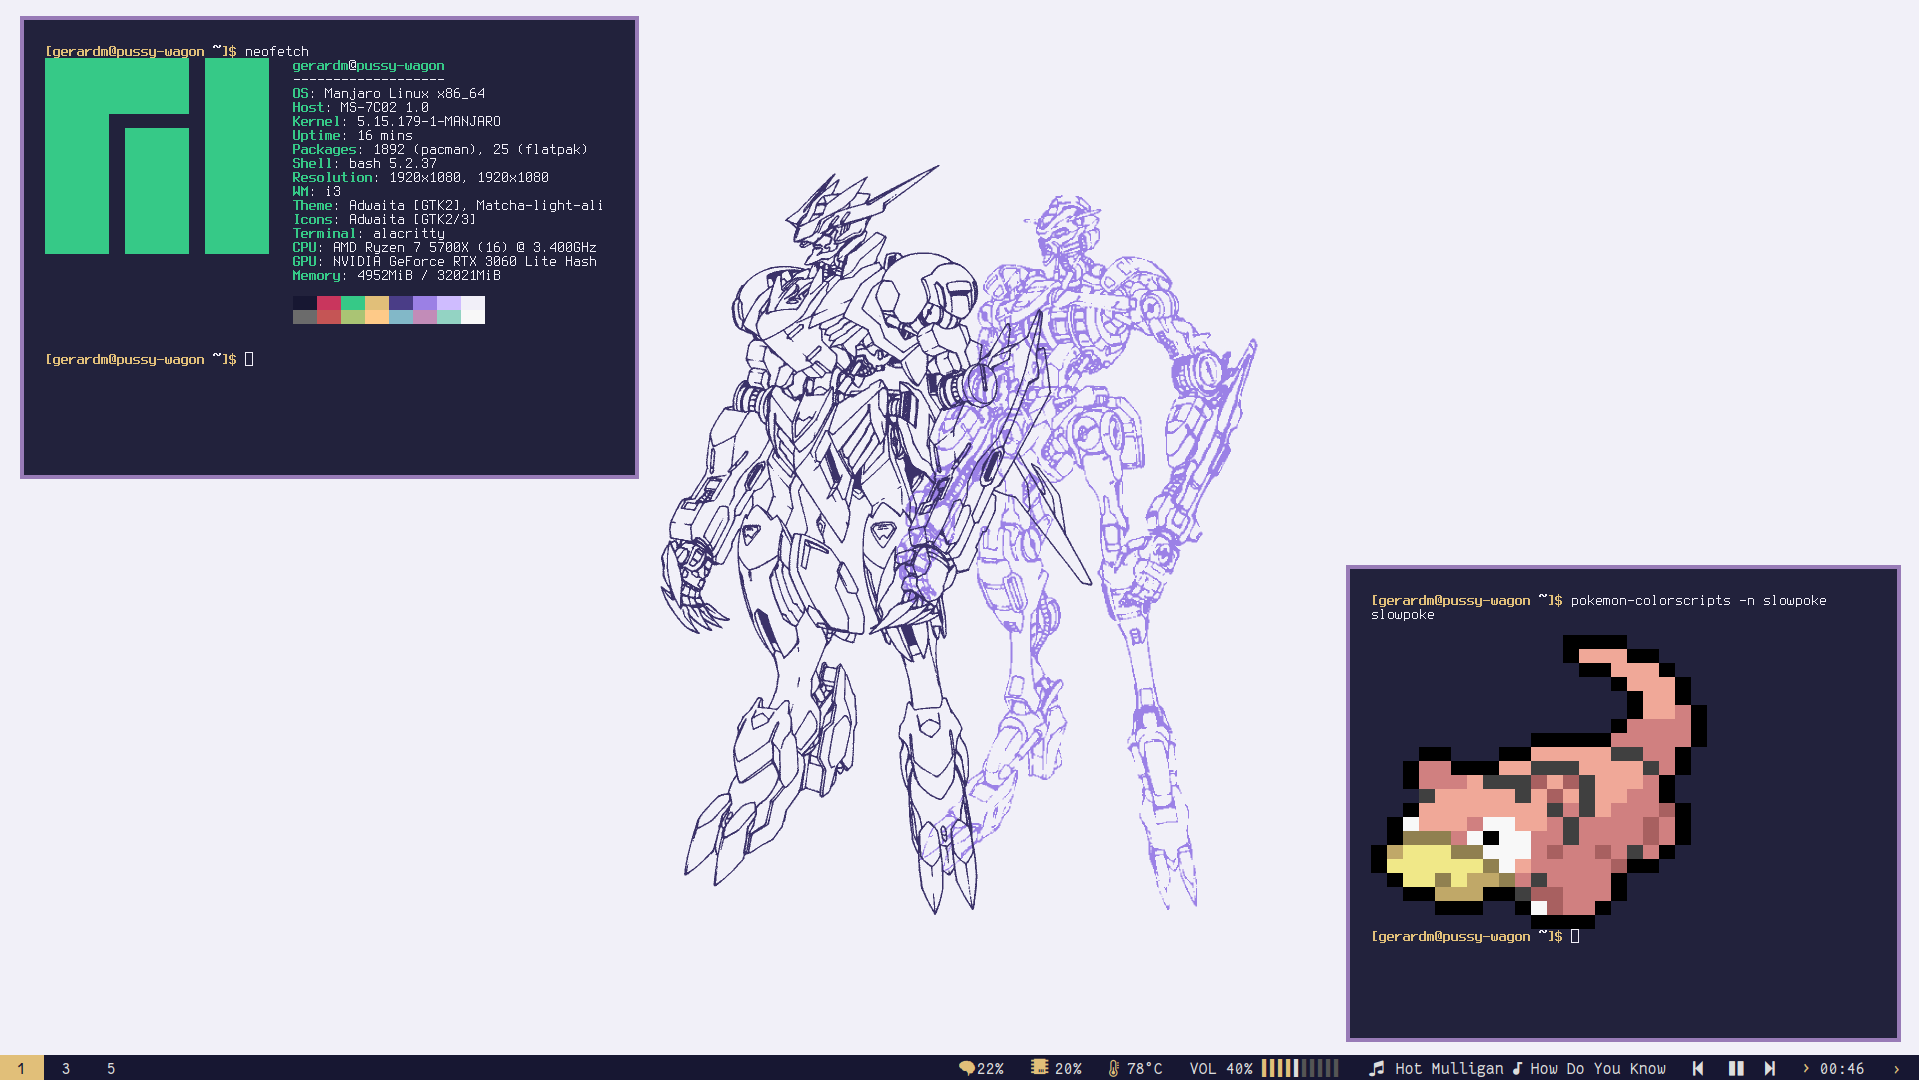 [gerardm@pussy-wagon ~]$ neofetch
gerardm@pussy-wagon
-------------------
OS: Manjaro Linux x86_64
Host: MS-7C02 1.0
Kernel: 5.15.179-1-MANJARO
Uptime: 16 mins
Packages: 1892 (pacman), 25 (flatpak)
Shell: bash 5.2.37
Resolution: 1920x1080, 1920x1080
WM: i3
Theme: Adwaita [GTK2], Matcha-light-ali
Icons: Adwaita [GTK2/3]
Terminal: alacritty
CPU: AMD Ryzen 7 5700X (16) @ 3.400GHz
GPU: NVIDIA GeForce RTX 3060 Lite Hash
Memory: 4952MiB / 32021MiB
[gerardm@pussy-wagon ~]$
[gerardm@pussy-wagon ~]$ pokemon-colorscripts -n slowpoke
slowpoke
[gerardm@pussy-wagon ~]$
1 3 5 22% 20% 78°C VOL 40% Hot Mulligan How Do You Know > 00:46 >